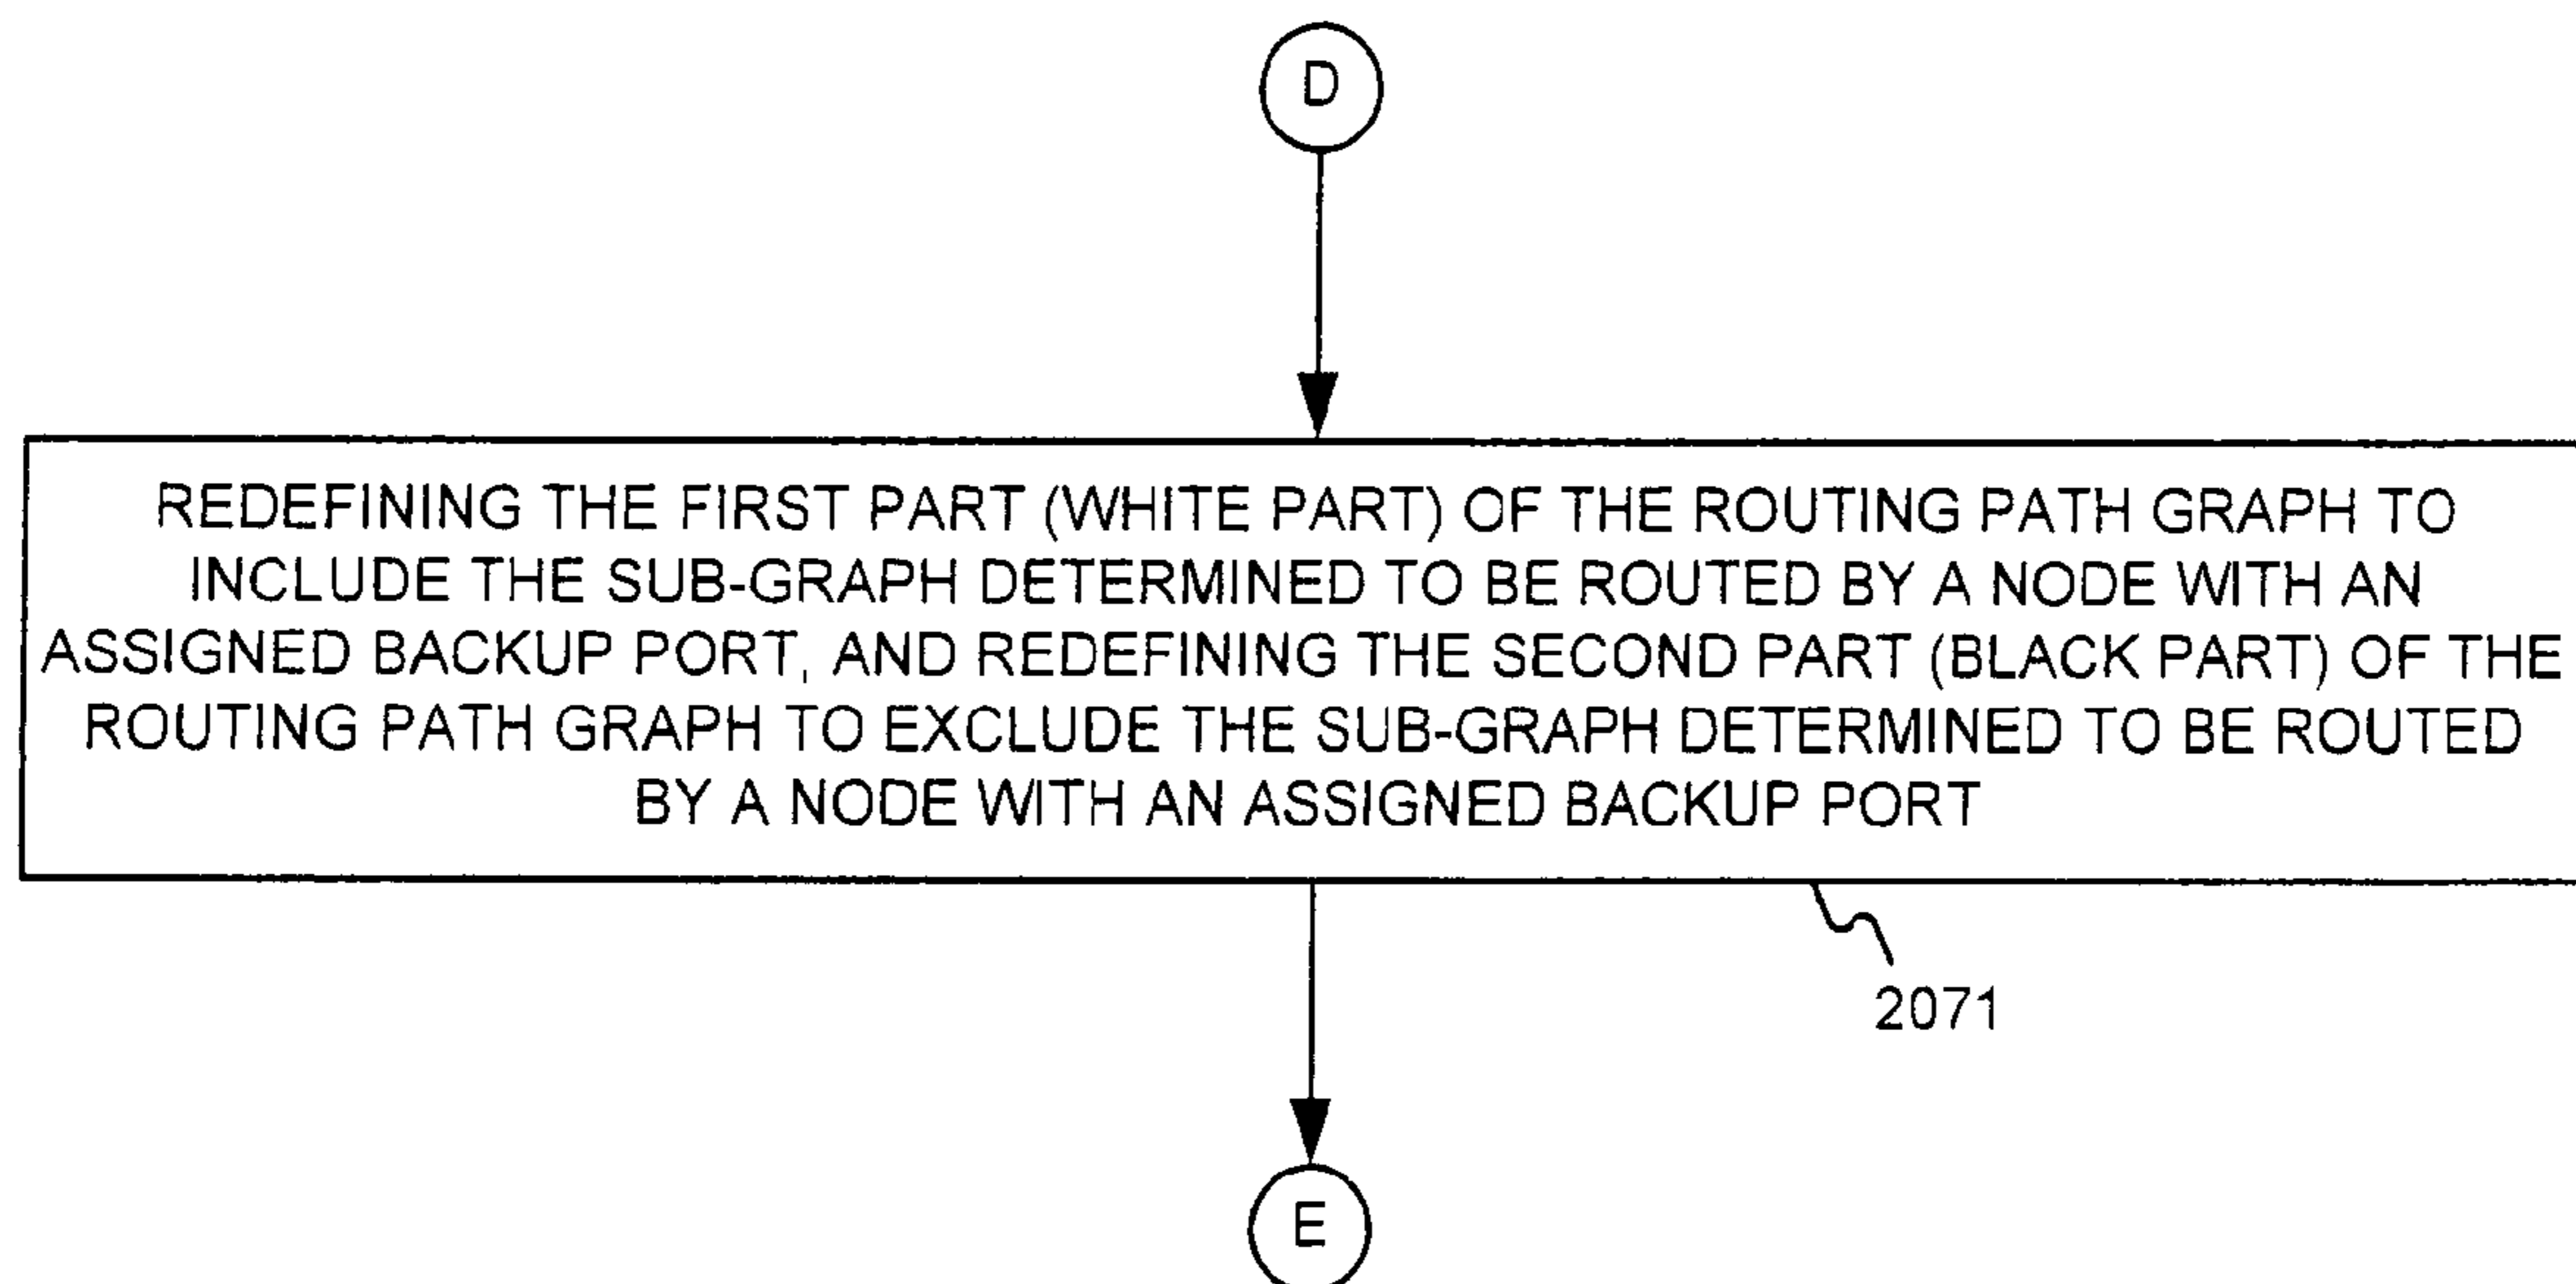 D
REDEFINING THE FIRST PART (WHITE PART) OF THE ROUTING PATH GRAPH TO
INCLUDE THE SUB-GRAPH DETERMINED TO BE ROUTED BY A NODE WITH AN
ASSIGNED BACKUP PORT, AND REDEFINING THE SECOND PART (BLACK PART) OF THE
ROUTING PATH GRAPH TO EXCLUDE THE SUB-GRAPH DETERMINED TO BE ROUTED
BY A NODE WITH AN ASSIGNED BACKUP PORT
2071
E